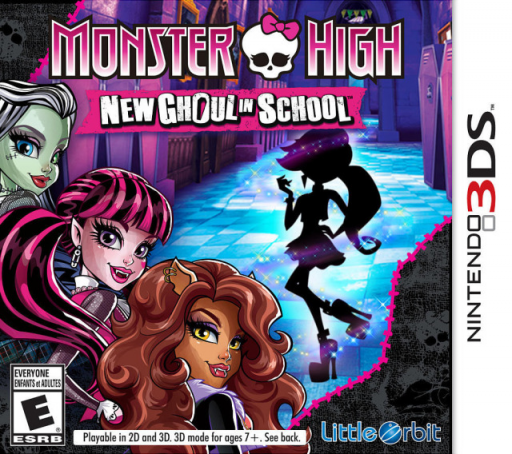 MONSTER HIGH
NEW GHOUL IN SCHOOL
NINTENDO 3DS™
EVERYONE
ENFANTS et ADULTES
E
ESRB
Playable in 2D and 3D. 3D mode for ages 7+. See back.
Little Orbit